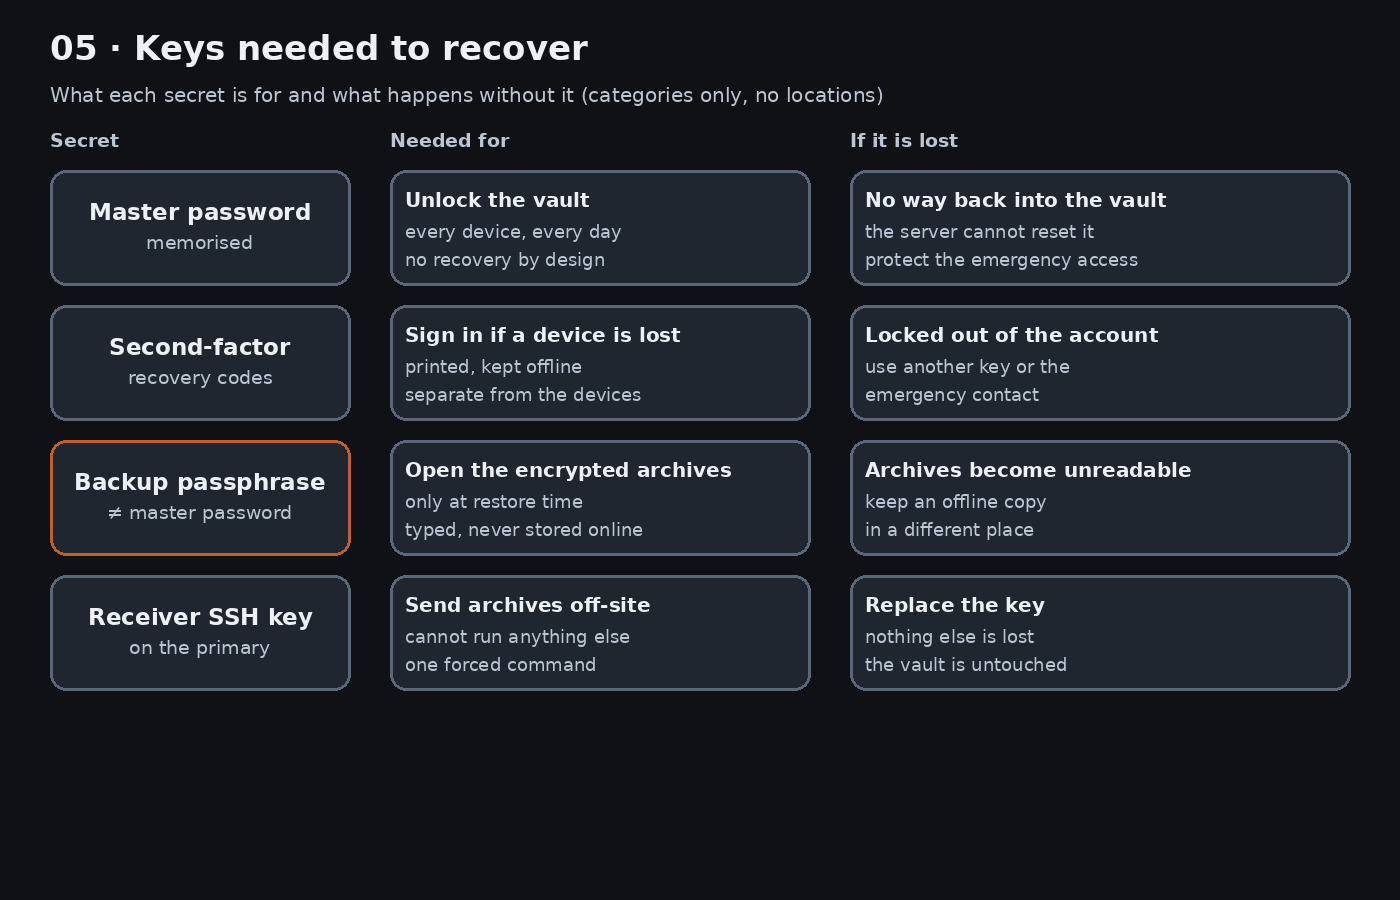 05 · Keys needed to recover
What each secret is for and what happens without it (categories only, no locations)
Secret
Needed for
If it is lost
Master password
memorised
Unlock the vault
every device, every day
no recovery by design
No way back into the vault
the server cannot reset it
protect the emergency access
Second-factor
recovery codes
Sign in if a device is lost
printed, kept offline
separate from the devices
Locked out of the account
use another key or the
emergency contact
Backup passphrase
≠ master password
Open the encrypted archives
only at restore time
typed, never stored online
Archives become unreadable
keep an offline copy
in a different place
Receiver SSH key
on the primary
Send archives off-site
cannot run anything else
one forced command
Replace the key
nothing else is lost
the vault is untouched